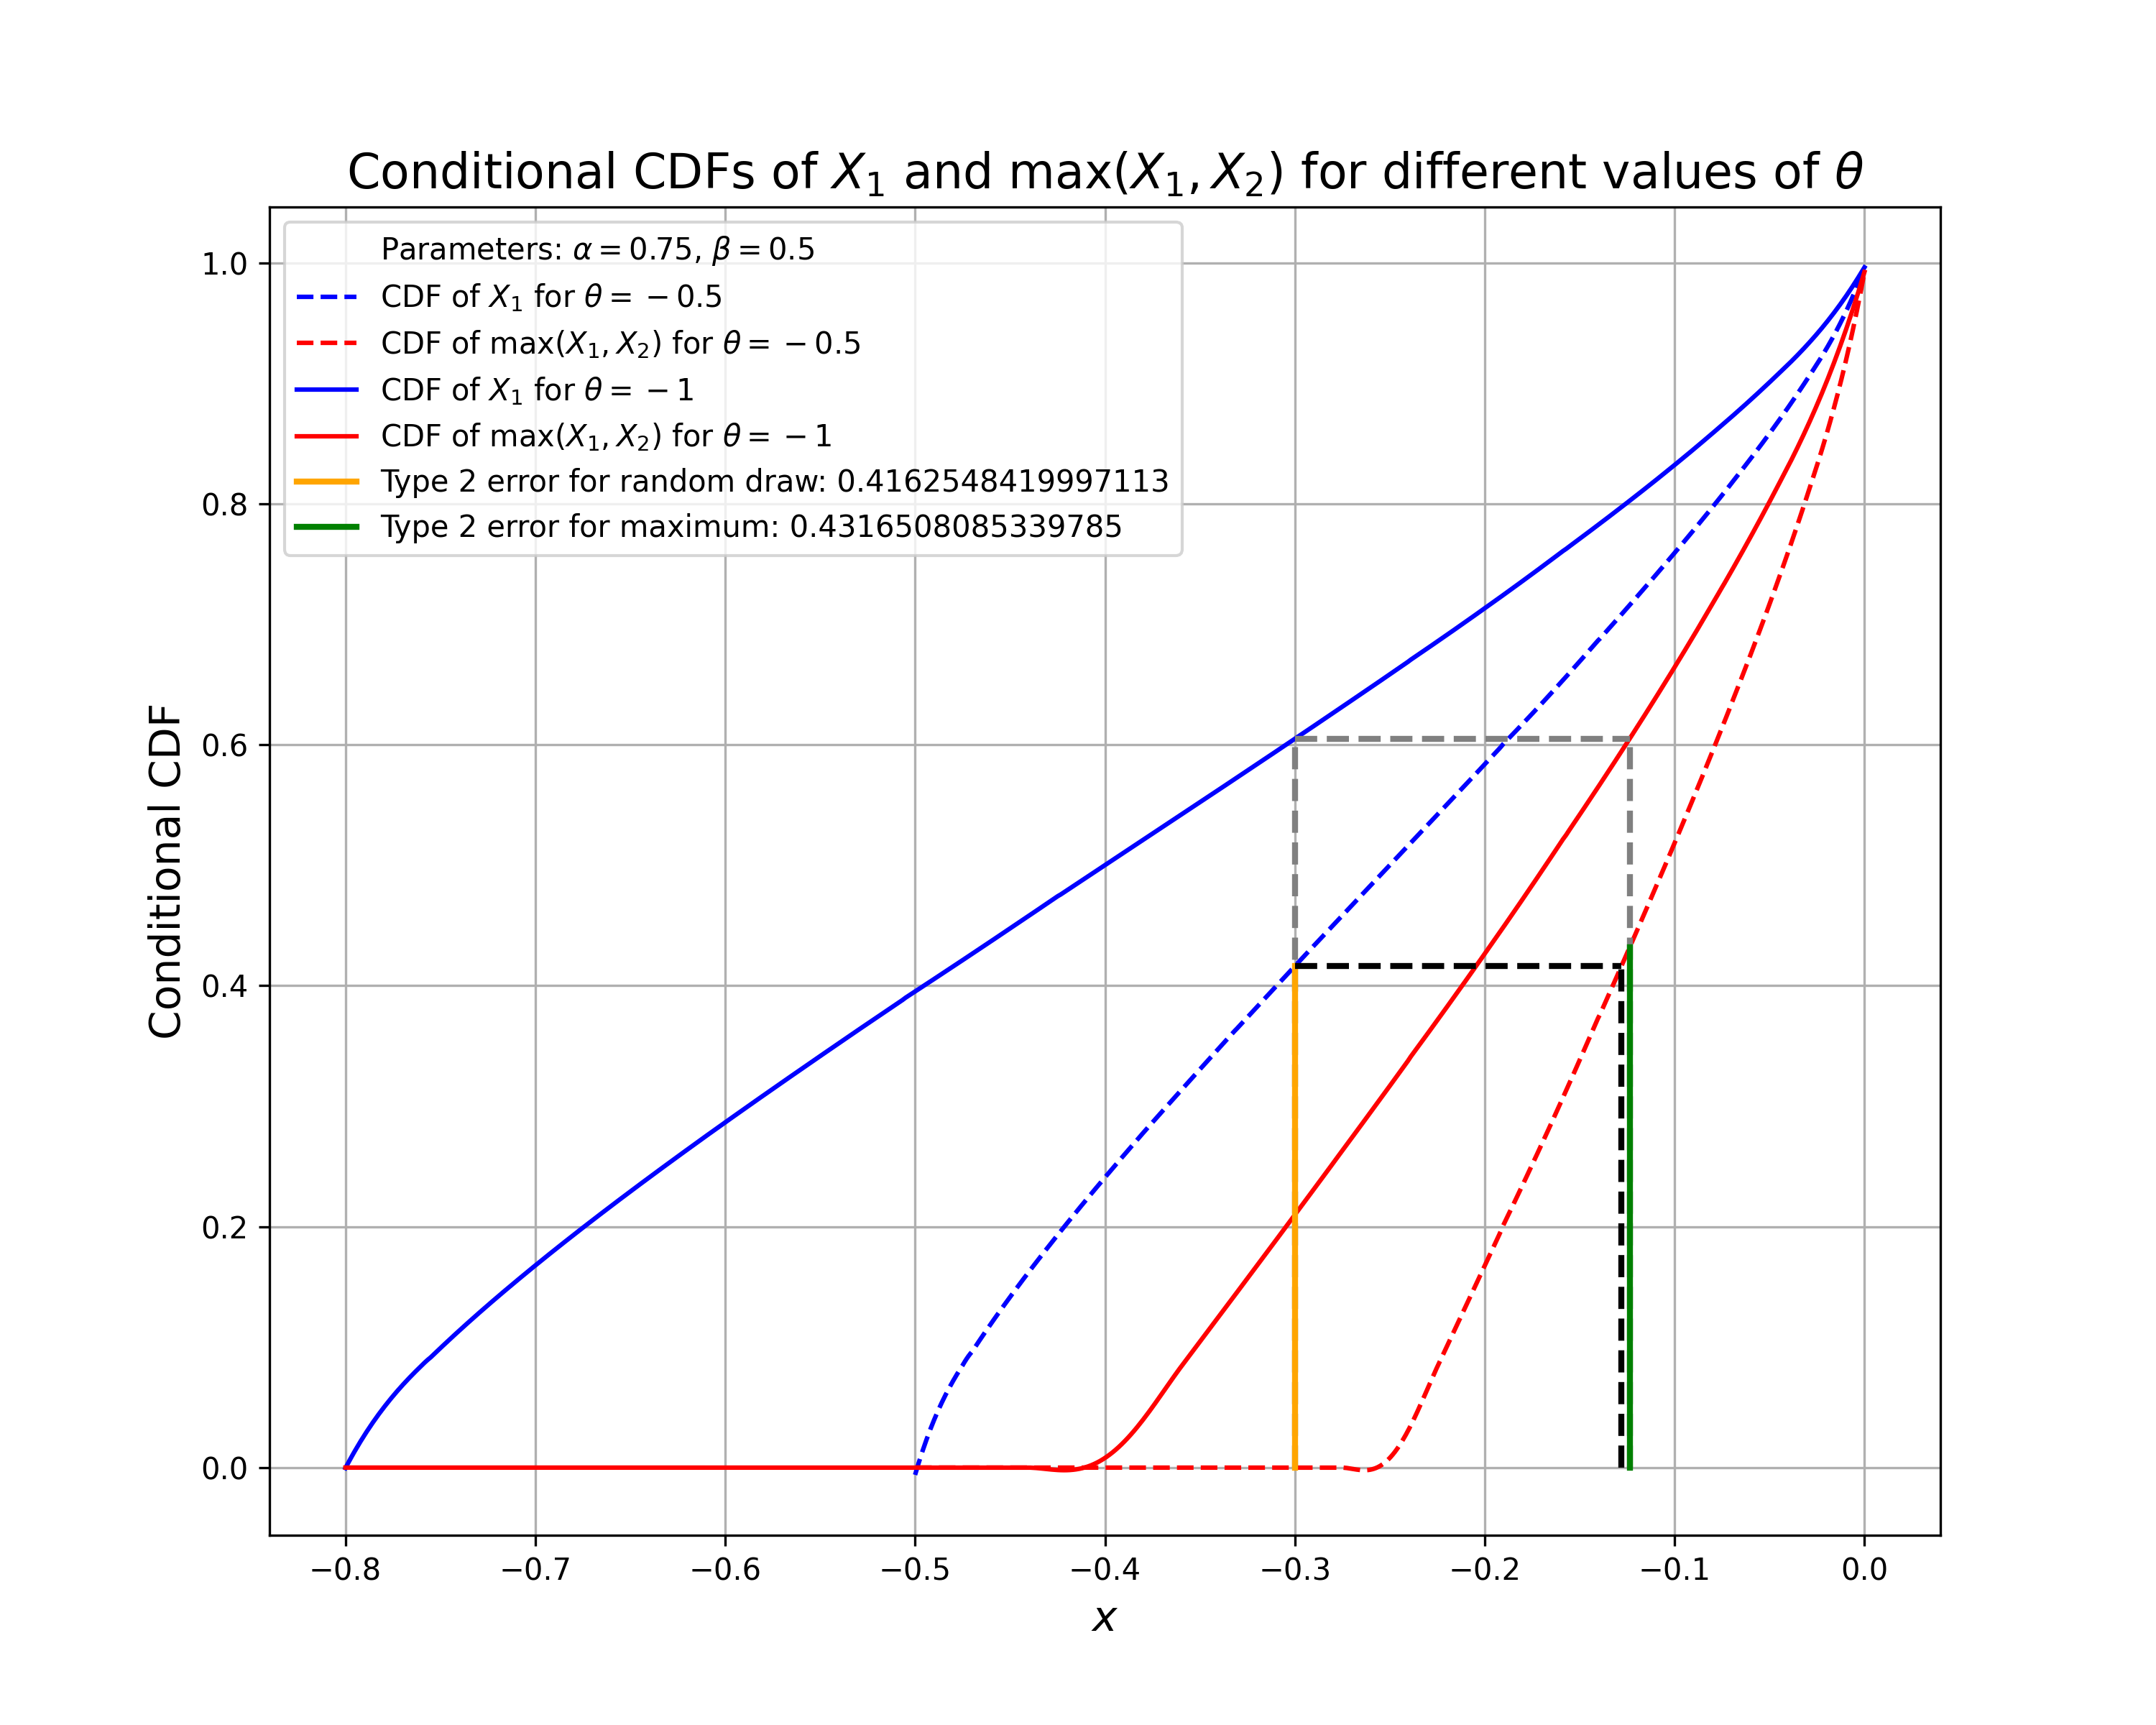 Conditional CDFs of X₁ and max(X₁, X₂) for different values of θ
Parameters: α = 0.75, β = 0.5
CDF of X₁ for θ = −0.5
CDF of max(X₁, X₂) for θ = −0.5
CDF of X₁ for θ = −1
CDF of max(X₁, X₂) for θ = −1
Type 2 error for random draw: 0.4162548419997113
Type 2 error for maximum: 0.4316508085339785
Conditional CDF
1.0
0.8
0.6
0.4
0.2
0.0
−0.8 −0.7 −0.6 −0.5 −0.4 −0.3 −0.2 −0.1 0.0
x